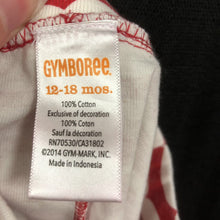 GYMBOREE
12-18 mos.
100% Cotton
Exclusive of decoration
100% Coton
Sauf la décoration
RN70530/CA31802
©2014 GYM-MARK, INC.
Made in Indonesia